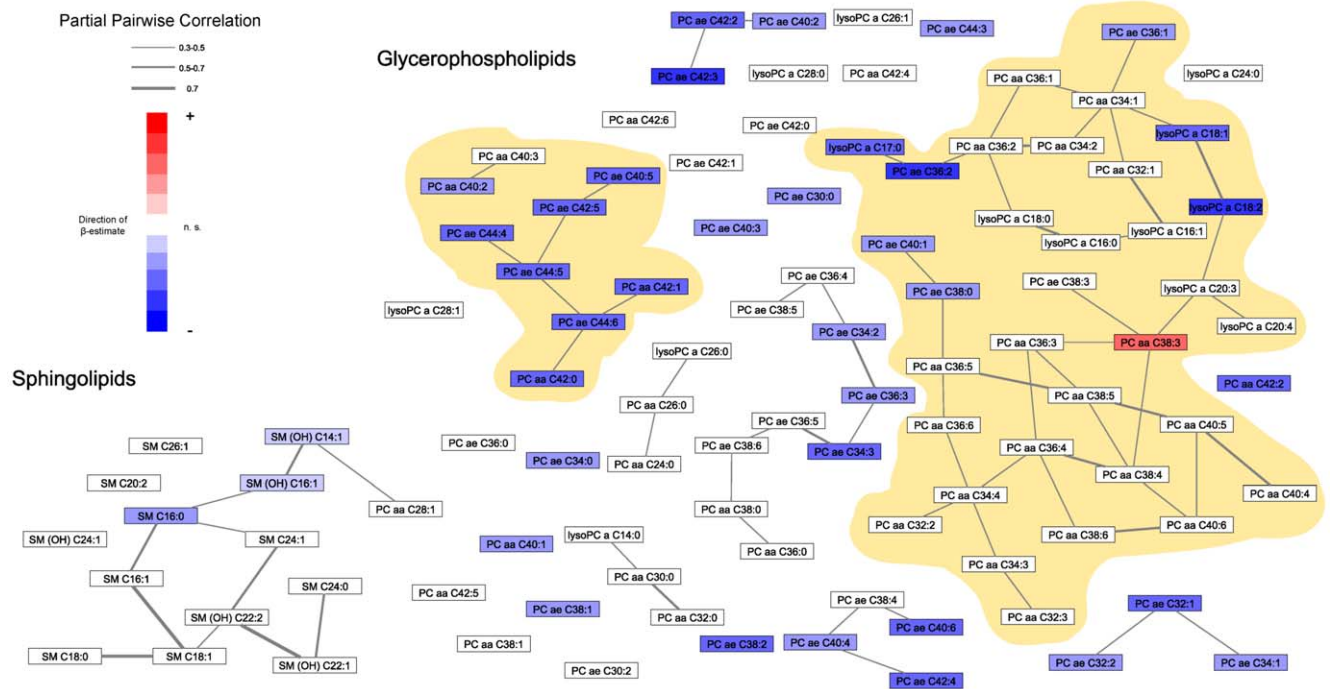 Partial Pairwise Correlation
0.3-0.5
0.5-0.7
0.7
+
Direction of
β-estimate
n. s.
-
Glycerophospholipids
PC ae C42:2
PC ae C40:2
lysoPC a C26:1
PC ae C44:3
PC ae C36:1
PC ae C42:3
lysoPC a C28:0
PC aa C42:4
PC aa C36:1
lysoPC a C24:0
PC aa C34:1
PC aa C42:6
PC ae C42:0
lysoPC a C18:1
lysoPC a C17:0
PC aa C36:2
PC aa C34:2
PC aa C40:3
PC ae C42:1
PC ae C36:2
PC aa C32:1
PC aa C40:2
PC ae C40:5
PC ae C30:0
PC ae C42:5
lysoPC a C18:2
lysoPC a C18:0
PC ae C40:3
PC ae C44:4
lysoPC a C16:1
PC ae C40:1
lysoPC a C16:0
PC ae C44:5
PC ae C36:4
PC aa C38:3
PC aa C42:1
PC ae C38:0
lysoPC a C20:3
lysoPC a C28:1
PC ae C38:5
PC ae C44:6
PC ae C34:2
lysoPC a C20:4
lysoPC a C26:0
PC aa C36:3
PC aa C38:3
PC aa C42:0
PC aa C36:5
PC aa C42:2
PC ae C36:3
PC aa C38:5
PC aa C26:0
PC ae C36:5
PC aa C36:6
PC aa C40:5
PC ae C36:0
PC ae C38:6
PC ae C34:3
PC aa C36:4
PC ae C34:0
PC aa C24:0
PC aa C38:4
PC aa C34:4
PC aa C40:4
PC aa C38:0
PC aa C32:2
PC aa C40:6
PC aa C38:6
PC aa C36:0
PC aa C34:3
PC aa C32:3
Sphingolipids
SM C26:1
SM (OH) C14:1
SM C20:2
SM (OH) C16:1
SM C16:0
PC aa C28:1
SM (OH) C24:1
SM C24:1
SM C16:1
SM C24:0
SM (OH) C22:2
SM C18:0
SM C18:1
SM (OH) C22:1
PC aa C40:1
lysoPC a C14:0
PC aa C30:0
PC aa C42:5
PC ae C38:1
PC aa C32:0
PC aa C38:1
PC ae C38:2
PC ae C30:2
PC ae C38:4
PC ae C40:6
PC ae C40:4
PC ae C42:4
PC ae C32:1
PC ae C32:2
PC ae C34:1